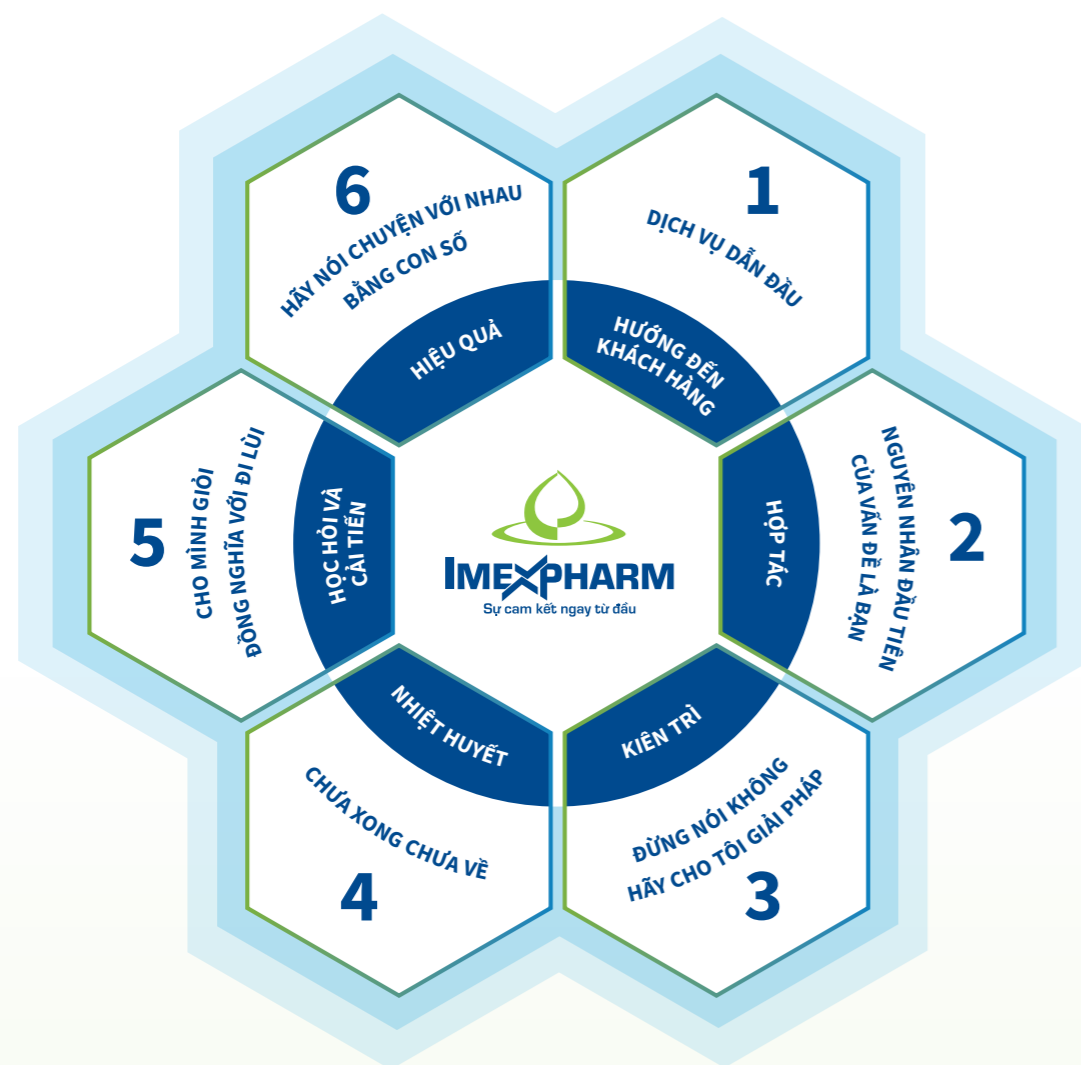 IMEXPHARM
Sự cam kết ngay từ đầu
1
DỊCH VỤ DẪN ĐẦU
HƯỚNG ĐẾN
KHÁCH HÀNG
2
NGUYÊN NHÂN ĐẦU TIÊN
CỦA VẤN ĐỀ LÀ BẠN
HỢP TÁC
KIÊN TRÌ
ĐỪNG NÓI KHÔNG
HÃY CHO TÔI GIẢI PHÁP
3
NHIỆT HUYẾT
CHƯA XONG CHƯA VỀ
4
5
CHO MÌNH GIỎI
ĐỒNG NGHĨA VỚI ĐI LÙI
HỌC HỎI VÀ
CẢI TIẾN
6
HÃY NÓI CHUYỆN VỚI NHAU
BẰNG CON SỐ
HIỆU QUẢ